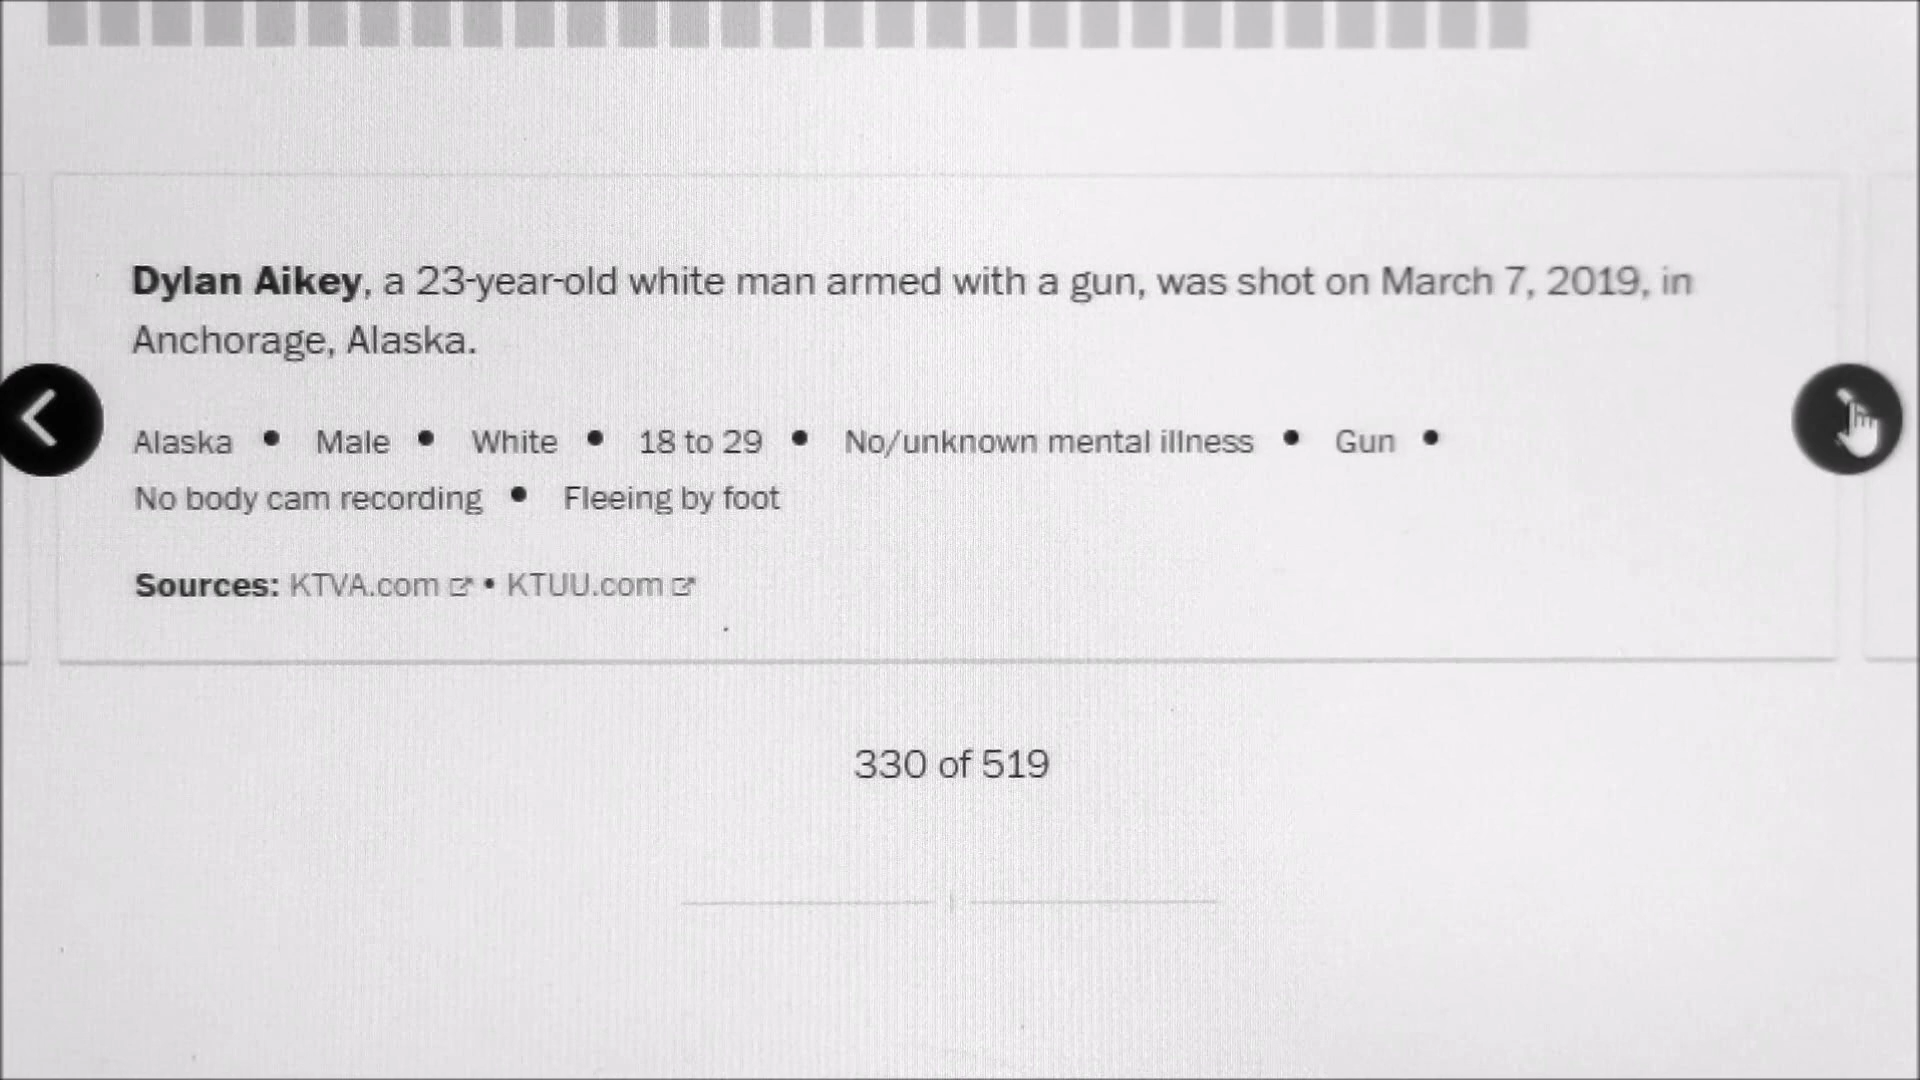 Dylan Aikey, a 23-year-old white man armed with a gun, was shot on March 7, 2019, in
Anchorage, Alaska.
Alaska • Male • White • 18 to 29 • No/unknown mental illness • Gun •
No body cam recording • Fleeing by foot
Sources: KTVA.com • KTUU.com
330 of 519